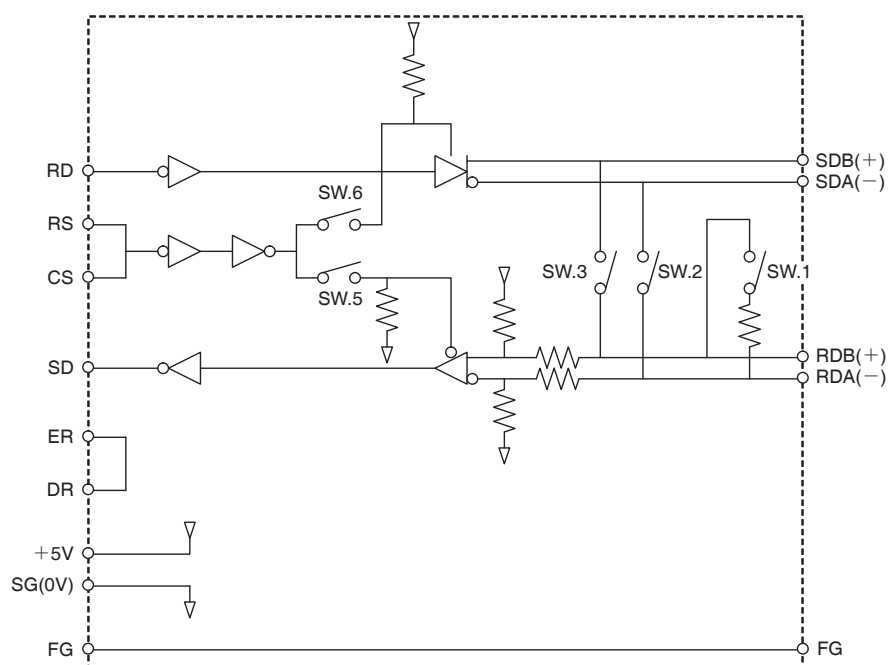 RD
RS
CS
SD
ER
DR
+5V
SG(0V)
FG
SW.6
SW.5
SW.3
SW.2
SW.1
SDB(+)
SDA(−)
RDB(+)
RDA(−)
FG